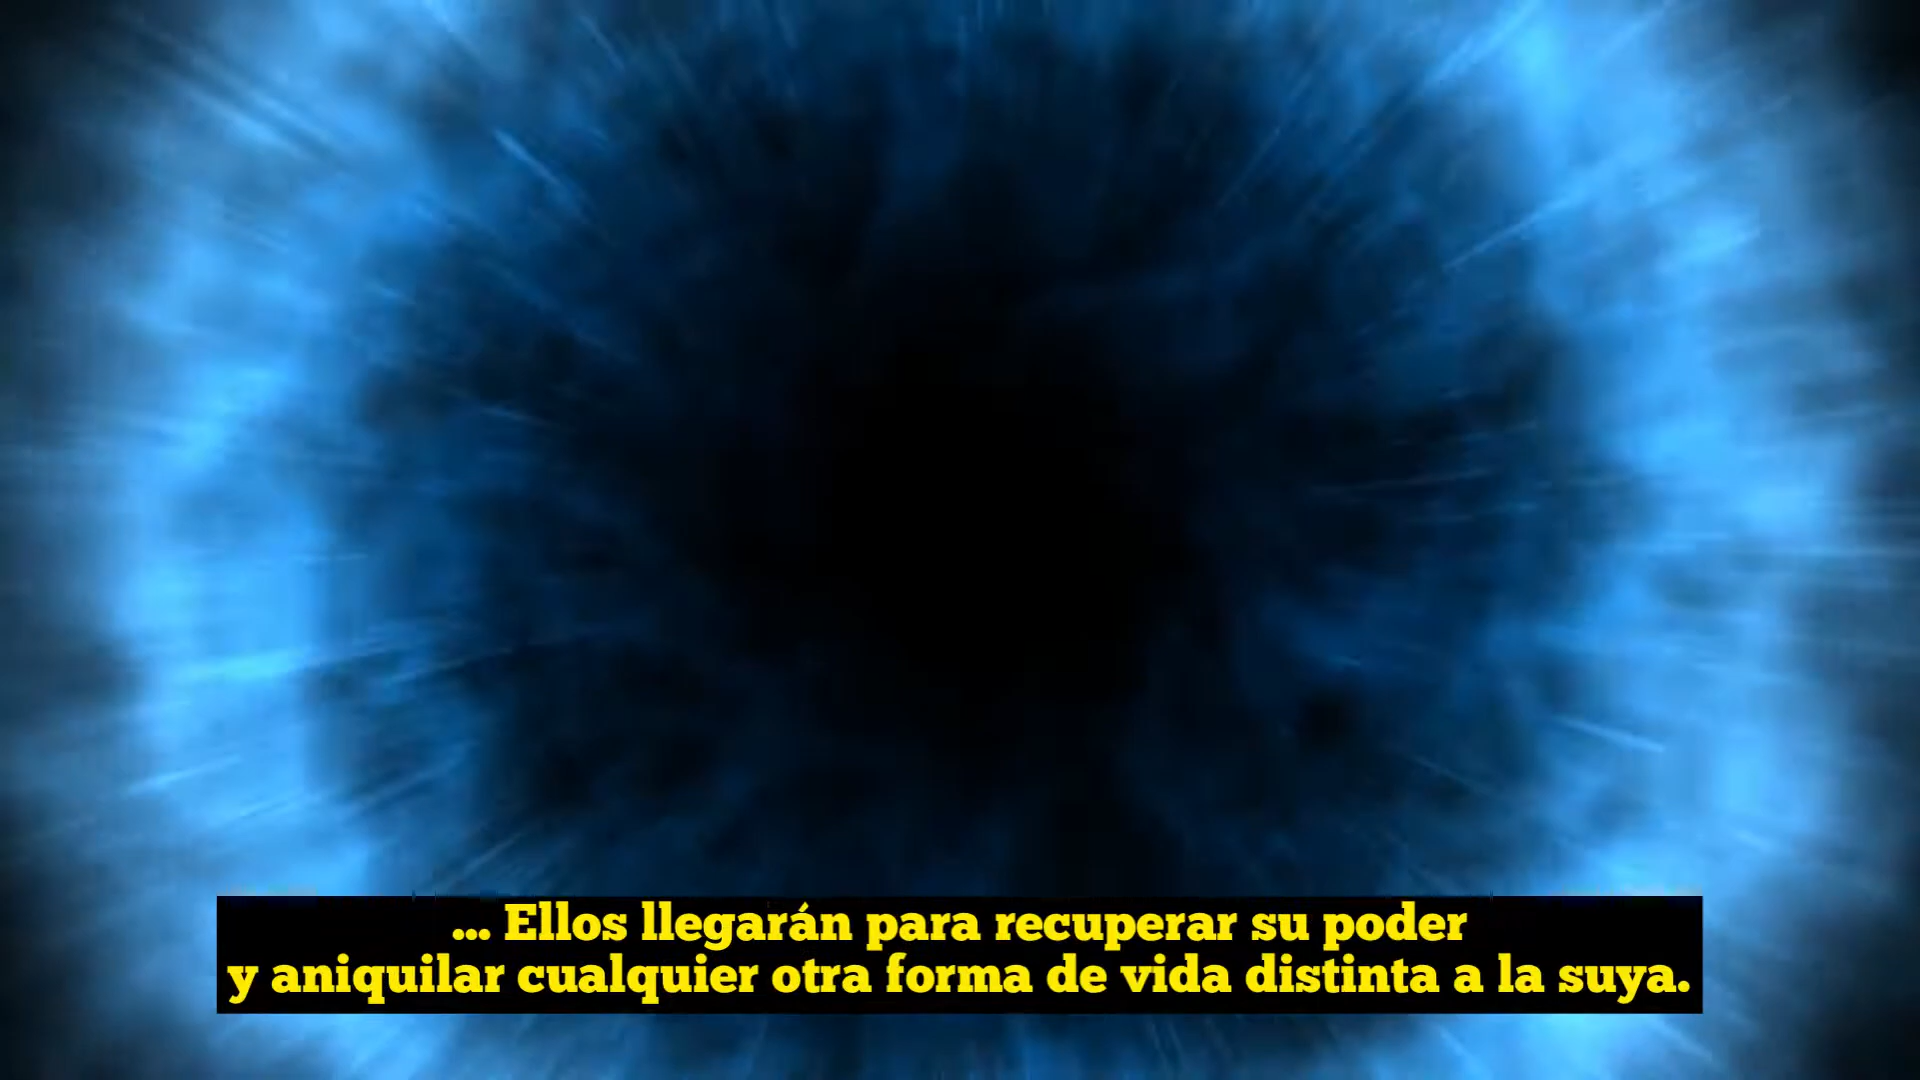 ... Ellos llegarán para recuperar su poder
y aniquilar cualquier otra forma de vida distinta a la suya.